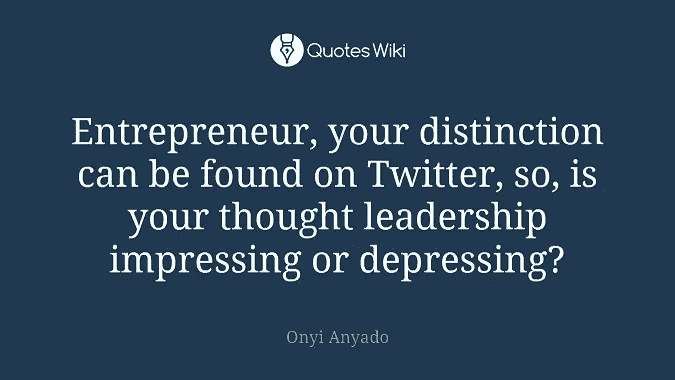 QuotesWiki
Entrepreneur, your distinction
can be found on Twitter, so, is
your thought leadership
impressing or depressing?
Onyi Anyado